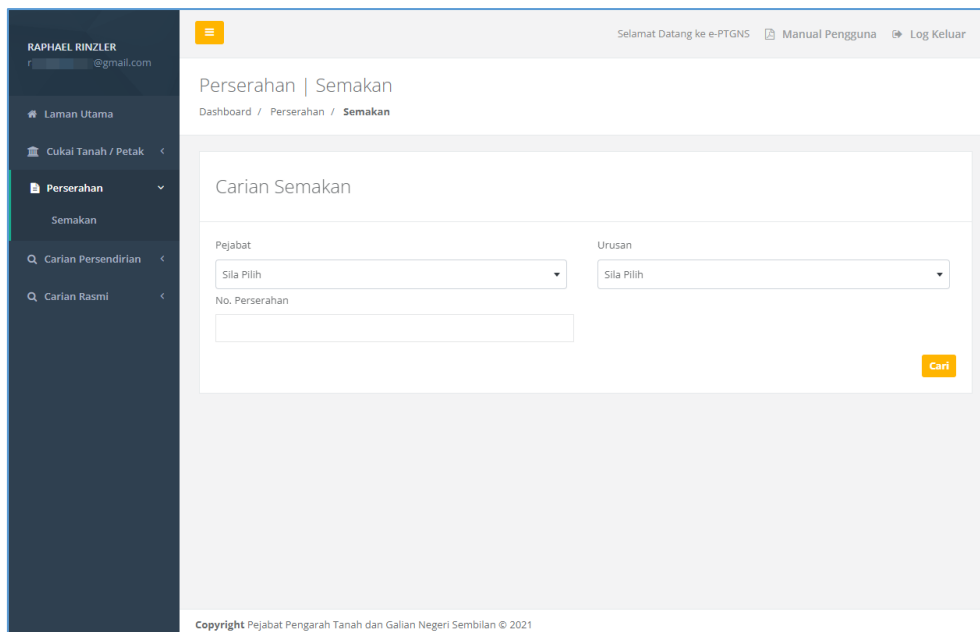 RAPHAEL RINZLER
r @gmail.com
Laman Utama
Cukai Tanah / Petak
Perserahan
Semakan
Carian Persendirian
Carian Rasmi
Selamat Datang ke e-PTGNS Manual Pengguna Log Keluar
Perserahan | Semakan
Dashboard / Perserahan / Semakan
Carian Semakan
Pejabat Urusan
Sila Pilih Sila Pilih
No. Perserahan
Cari
Copyright Pejabat Pengarah Tanah dan Galian Negeri Sembilan © 2021